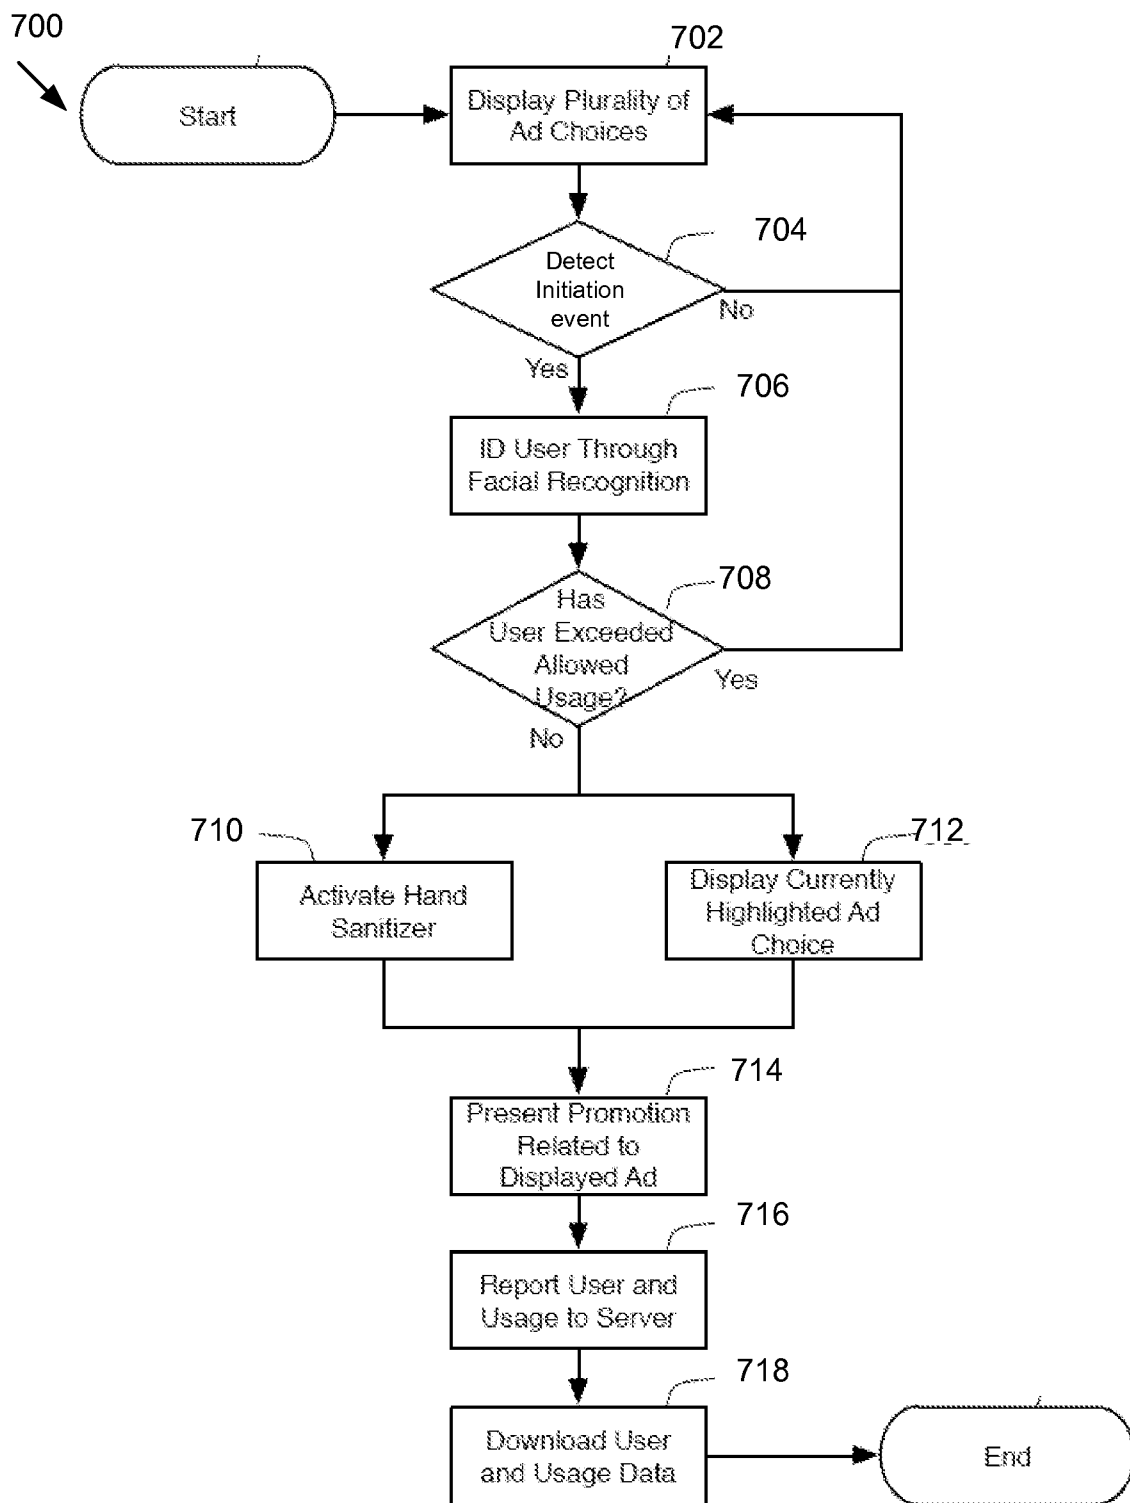 700
702
Start
Display Plurality of
Ad Choices
704
Detect
Initiation
event
No
Yes
706
ID User Through
Facial Recognition
708
Has
User Exceeded
Allowed
Usage?
Yes
No
710
712
Activate Hand
Sanitizer
Display Currently
Highlighted Ad
Choice
714
Present Promotion
Related to
Displayed Ad
716
Report User and
Usage to Server
718
Download User
and Usage Data
End